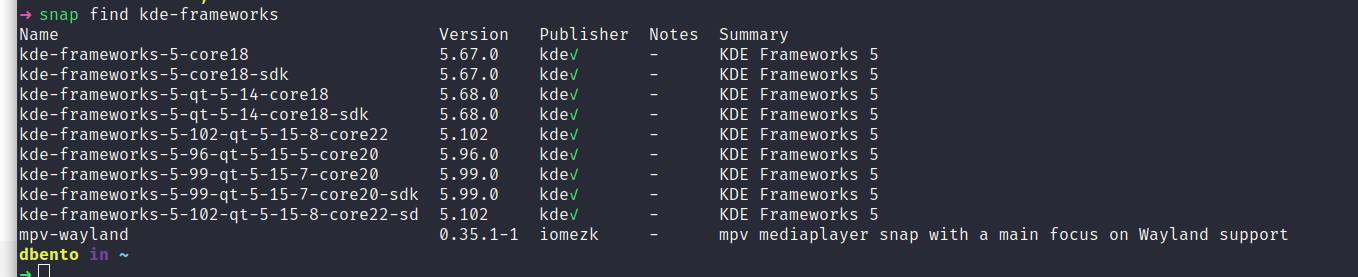 → snap find kde-frameworks
Name Version Publisher Notes Summary
kde-frameworks-5-core18 5.67.0 kde√ - KDE Frameworks 5
kde-frameworks-5-core18-sdk 5.67.0 kde√ - KDE Frameworks 5
kde-frameworks-5-qt-5-14-core18 5.68.0 kde√ - KDE Frameworks 5
kde-frameworks-5-qt-5-14-core18-sdk 5.68.0 kde√ - KDE Frameworks 5
kde-frameworks-5-102-qt-5-15-8-core22 5.102 kde√ - KDE Frameworks 5
kde-frameworks-5-96-qt-5-15-5-core20 5.96.0 kde√ - KDE Frameworks 5
kde-frameworks-5-99-qt-5-15-7-core20 5.99.0 kde√ - KDE Frameworks 5
kde-frameworks-5-99-qt-5-15-7-core20-sdk 5.99.0 kde√ - KDE Frameworks 5
kde-frameworks-5-102-qt-5-15-8-core22-sd 5.102 kde√ - KDE Frameworks 5
mpv-wayland 0.35.1-1 iomezk - mpv mediaplayer snap with a main focus on Wayland support
dbento in ~
→